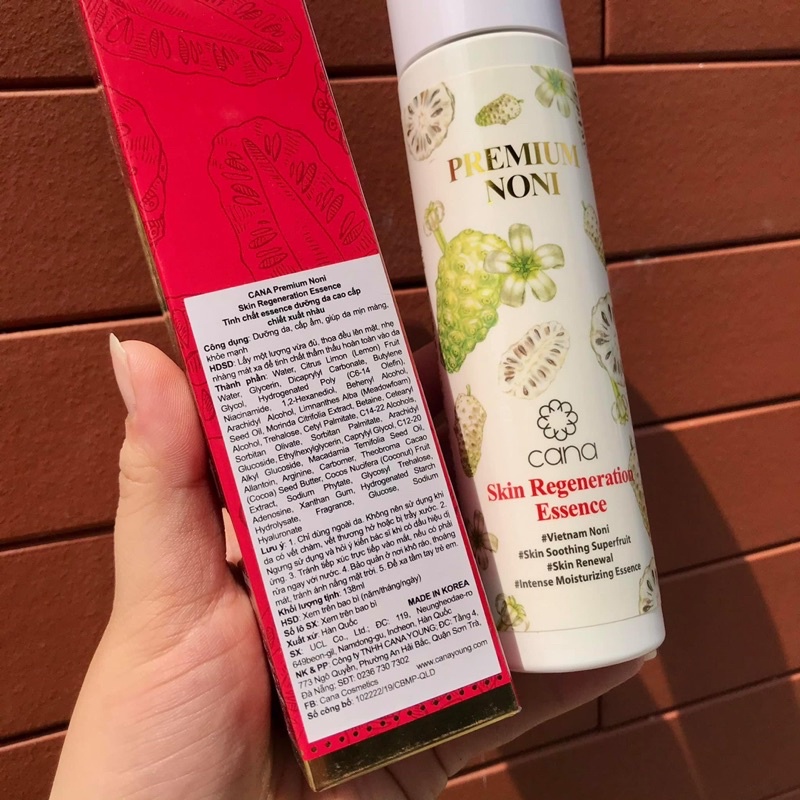 CANA Premium Noni
Skin Regeneration Essence
Tinh chất essence dưỡng da cao cấp
chiết xuất nhàu
Công dụng: Dưỡng da, cấp ẩm, giúp da mịn màng,
khỏe mạnh
HDSD: Lấy một lượng vừa đủ, thoa đều lên mặt, nhẹ
nhàng mát xa để tinh chất thẩm thấu hoàn toàn vào da
Thành phần: Water, Citrus Limon (Lemon) Fruit
Water, Glycerin, Dicaprylyl Carbonate, Butylene
Glycol, Hydrogenated Poly (C6-14 Olefin),
Niacinamide, 1,2-Hexanediol, Behenyl Alcohol,
Arachidyl Alcohol, Limnanthes Alba (Meadowfoam)
Seed Oil, Morinda Citrifolia Extract, Betaine, Cetearyl
Alcohol, Trehalose, Cetyl Palmitate, C14-22 Alcohols,
Sorbitan Olivate, Sorbitan Palmitate, Arachidyl
Glucoside, Ethylhexylglycerin, Caprylyl Glycol, C12-20
Alkyl Glucoside, Macadamia Ternifolia Seed Oil,
Allantoin, Arginine, Carbomer, Theobroma Cacao
(Cocoa) Seed Butter, Cocos Nucifera (Coconut) Fruit
Extract, Sodium Phytate, Glycosyl Trehalose,
Adenosine, Xanthan Gum, Hydrogenated Starch
Hydrolysate, Fragrance, Glucose, Sodium
Hyaluronate
Lưu ý: 1. Chỉ dùng ngoài da. Không nên sử dụng khi
da có vết chàm, vết thương hở hoặc bị trầy xước. 2.
Ngưng sử dụng và hỏi ý kiến bác sĩ khi có dấu hiệu dị
ứng. 3. Tránh tiếp xúc trực tiếp vào mắt, nếu có phải
rửa ngay với nước. 4. Bảo quản ở nơi khô ráo, thoáng
mát, tránh ánh nắng mặt trời. 5. Để xa tầm tay trẻ em.
Khối lượng tịnh: 138ml
HSD: Xem trên bao bì (năm/tháng/ngày)
Số lô SX: Xem trên bao bì
Xuất xứ: Hàn Quốc MADE IN KOREA
SX: UCL Co., Ltd.; ĐC: 119, Neungheodae-ro
649beon-gil, Namdong-gu, Incheon, Hàn Quốc
NK & PP: Công ty TNHH CANA YOUNG. ĐC: Tầng 4,
773 Ngô Quyền, Phường An Hải Bắc, Quận Sơn Trà,
Đà Nẵng, SĐT: 0236 730 7302
FB: Cana Cosmetics www.canayoung.com
Số công bố: 102222/19/CBMP-QLD
PREMIUM
NONI
cana
Skin Regeneration
Essence
#Vietnam Noni
#Skin Soothing Superfruit
#Skin Renewal
#Intense Moisturizing Essence